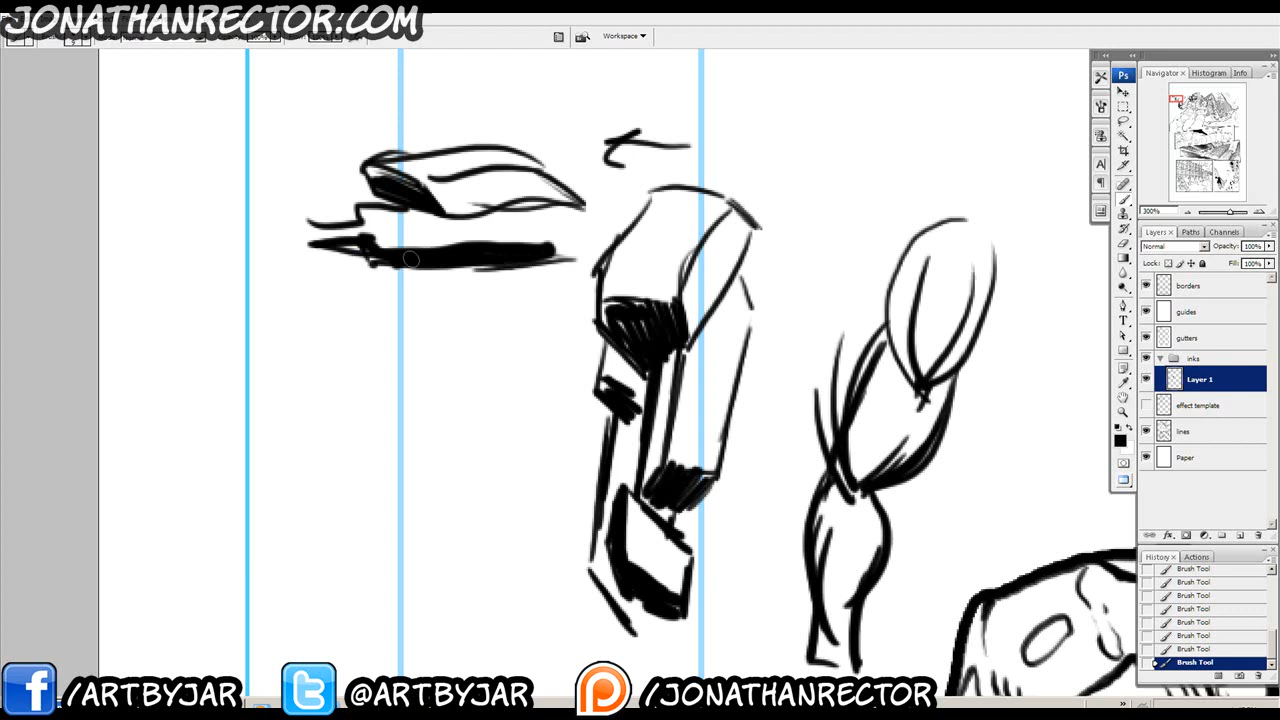 JONATHANRECTOR.COM
Workspace
Ps
Navigator × Histogram Info
300%
Layers × Paths Channels
Normal Opacity: 100%
Lock: Fill: 100%
borders
guides
gutters
inks
Layer 1
effect template
lines
Paper
History × Actions
Brush Tool
Brush Tool
Brush Tool
Brush Tool
Brush Tool
Brush Tool
Brush Tool
Brush Tool
/ARTBYJAR @ARTBYJAR /JONATHANRECTOR